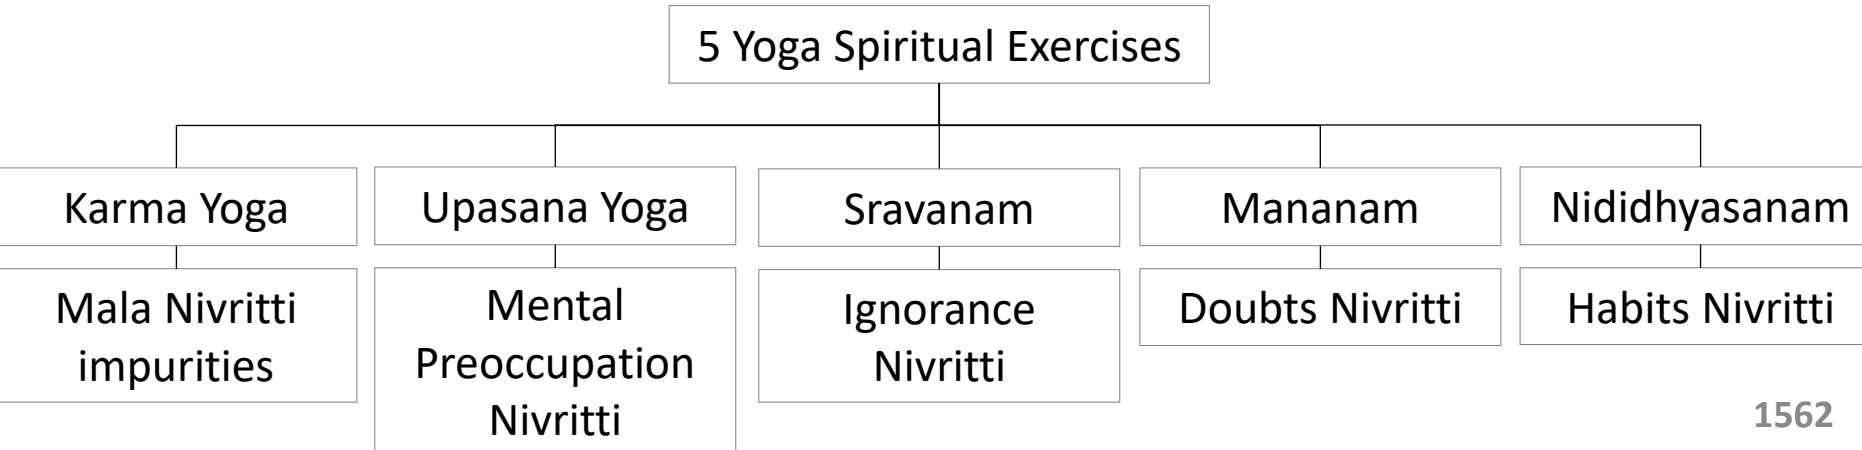 5 Yoga Spiritual Exercises
Karma Yoga
Upasana Yoga
Sravanam
Mananam
Nididhyasanam
Mala Nivritti
impurities
Mental
Preoccupation
Nivritti
Ignorance
Nivritti
Doubts Nivritti
Habits Nivritti
1562